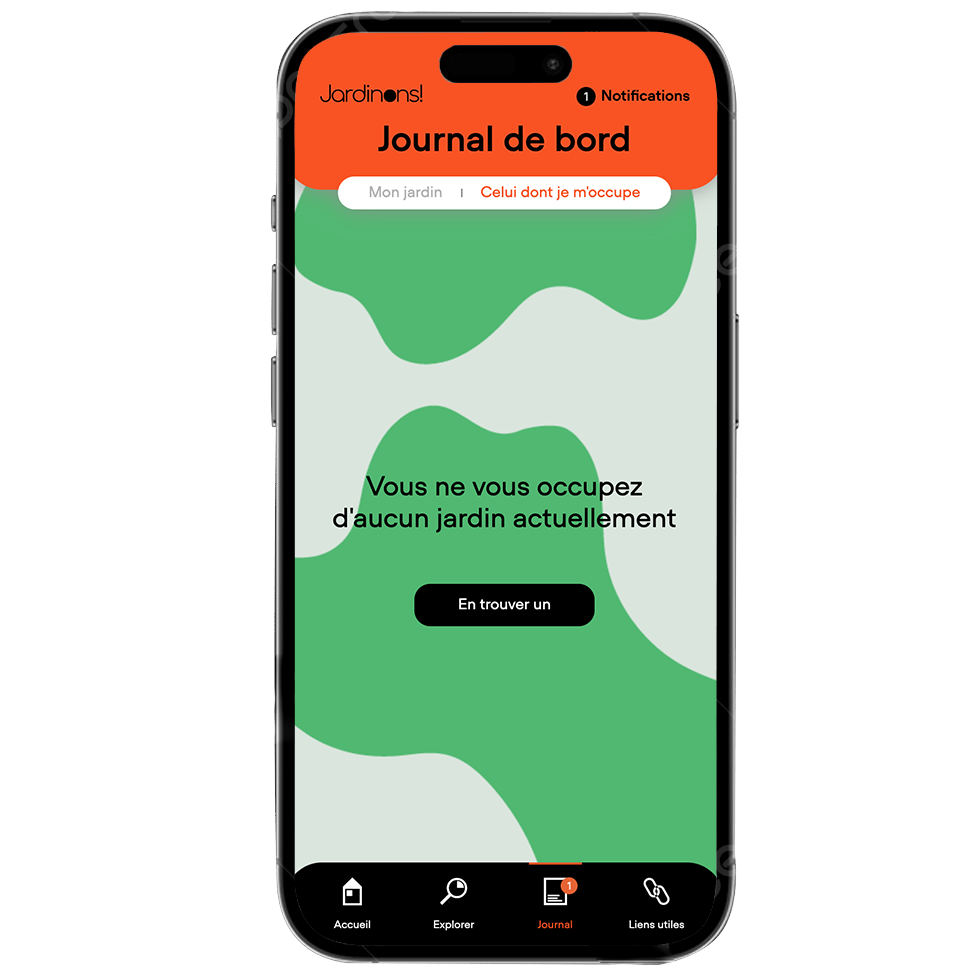 Jardinons!
1 Notifications
Journal de bord
Mon jardin | Celui dont je m'occupe
Vous ne vous occupez
d'aucun jardin actuellement
En trouver un
1
Accueil Explorer Journal Liens utiles